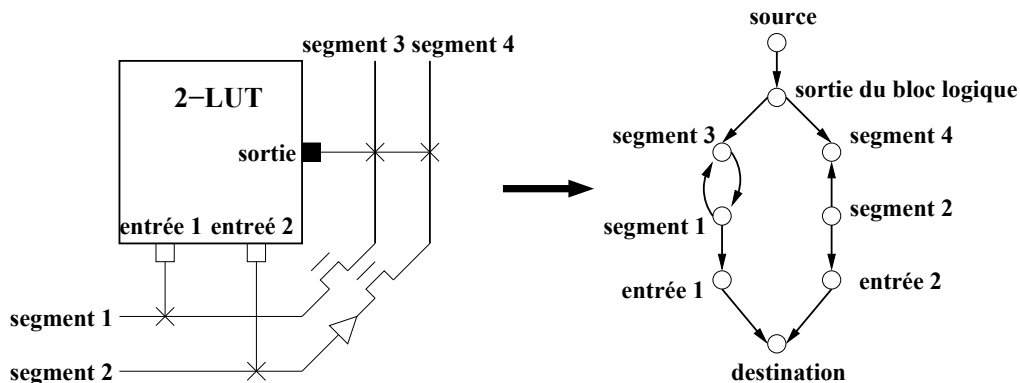 segment 3 segment 4
2−LUT
sortie
entrée 1 entreé 2
segment 1
segment 2
source
sortie du bloc logique
segment 3
segment 4
segment 2
segment 1
entrée 1
entrée 2
destination